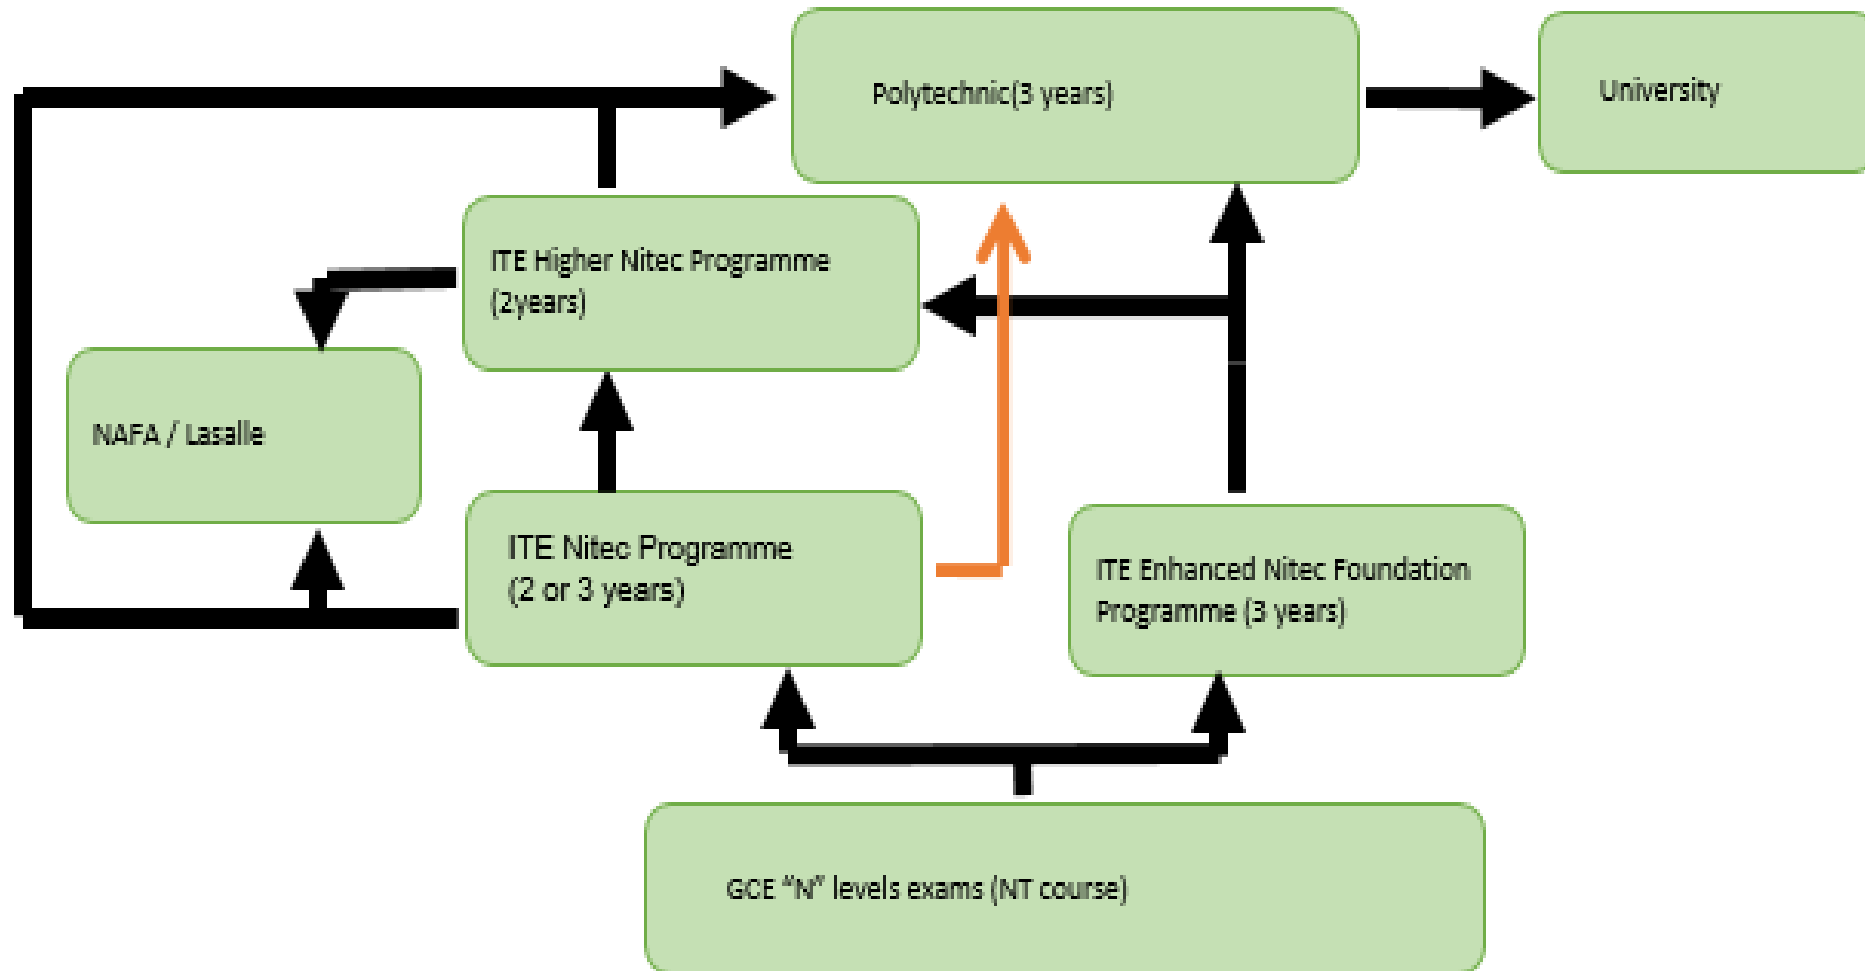 Polytechnic(3 years)
University
ITE Higher Nitec Programme
(2years)
NAFA / Lasalle
ITE Nitec Programme
(2 or 3 years)
ITE Enhanced Nitec Foundation
Programme (3 years)
GCE “N” levels exams (NT course)